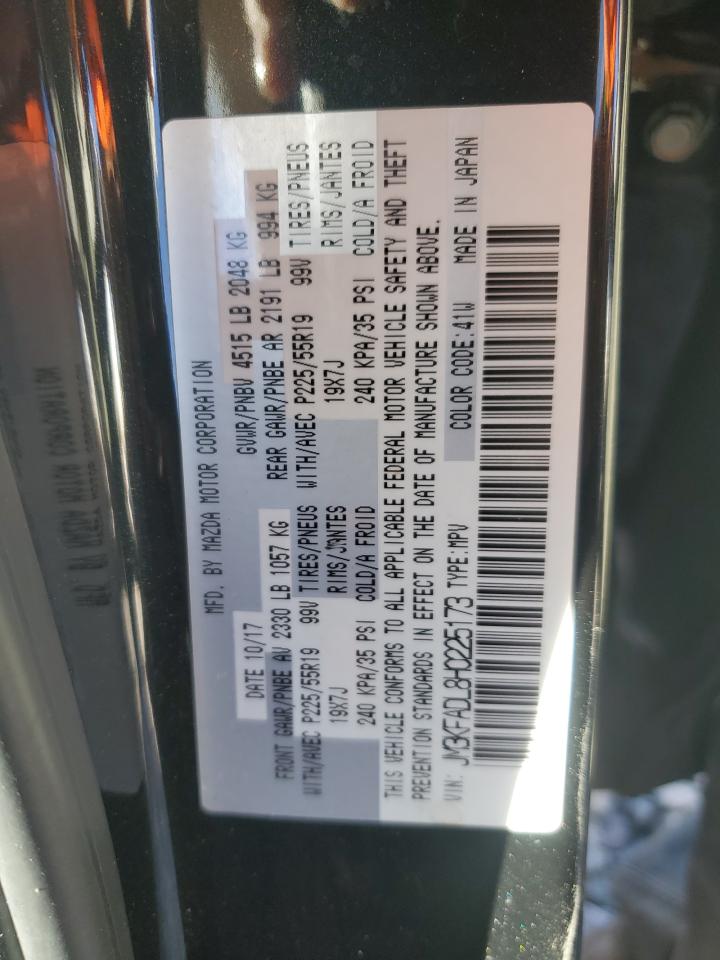 MFD. BY MAZDA MOTOR CORPORATION
DATE 10/17 GVWR/PNBV 4515 LB 2048 KG
FRONT GAWR/PNBE AV 2330 LB 1057 KG REAR GAWR/PNBE AR 2191 LB 994 KG
WITH/AVEC P225/55R19 99V TIRES/PNEUS WITH/AVEC P225/55R19 99V TIRES/PNEUS
19X7J RIMS/JANTES 19X7J RIMS/JANTES
240 KPA/35 PSI COLD/A FROID 240 KPA/35 PSI COLD/A FROID
THIS VEHICLE CONFORMS TO ALL APPLICABLE FEDERAL MOTOR VEHICLE SAFETY AND THEFT
PREVENTION STANDARDS IN EFFECT ON THE DATE OF MANUFACTURE SHOWN ABOVE.
VIN: JM3KFADL8H0225173 TYPE:MPV COLOR CODE:41W MADE IN JAPAN